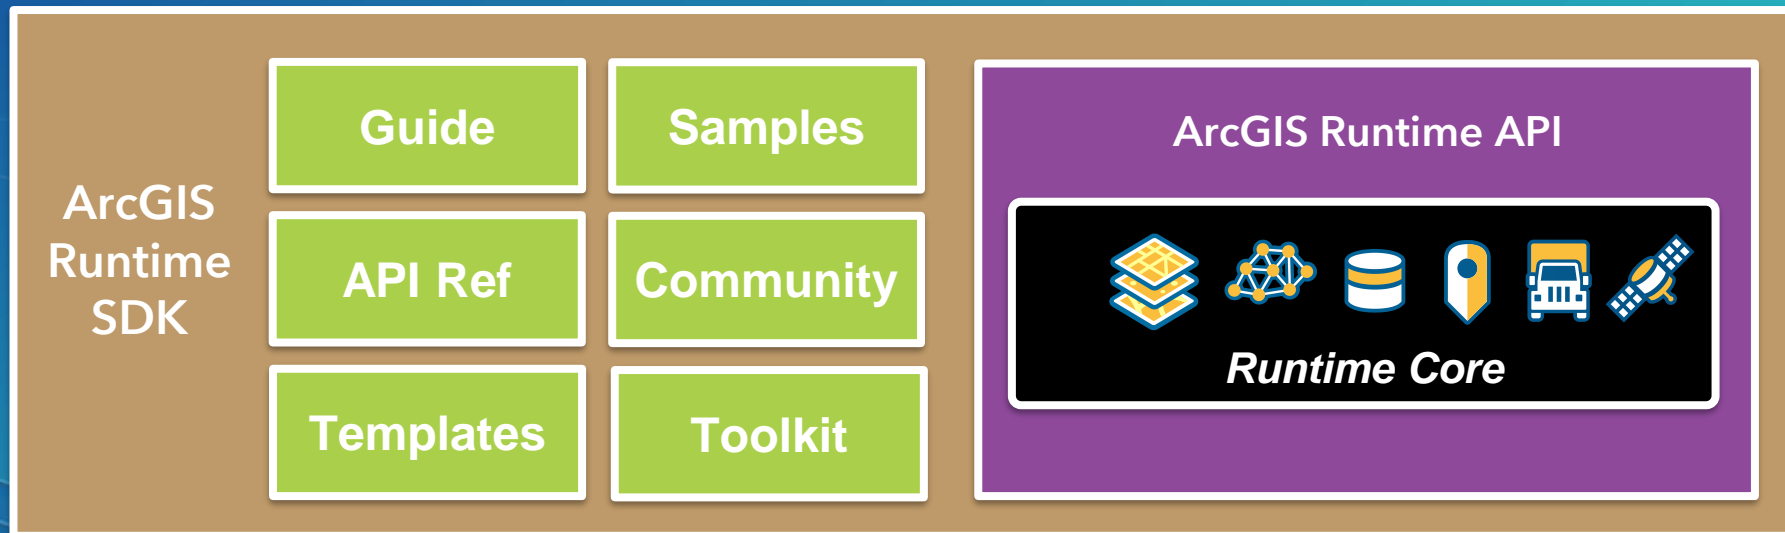 ArcGIS
Runtime
SDK
Guide
Samples
API Ref
Community
Templates
Toolkit
ArcGIS Runtime API
Runtime Core